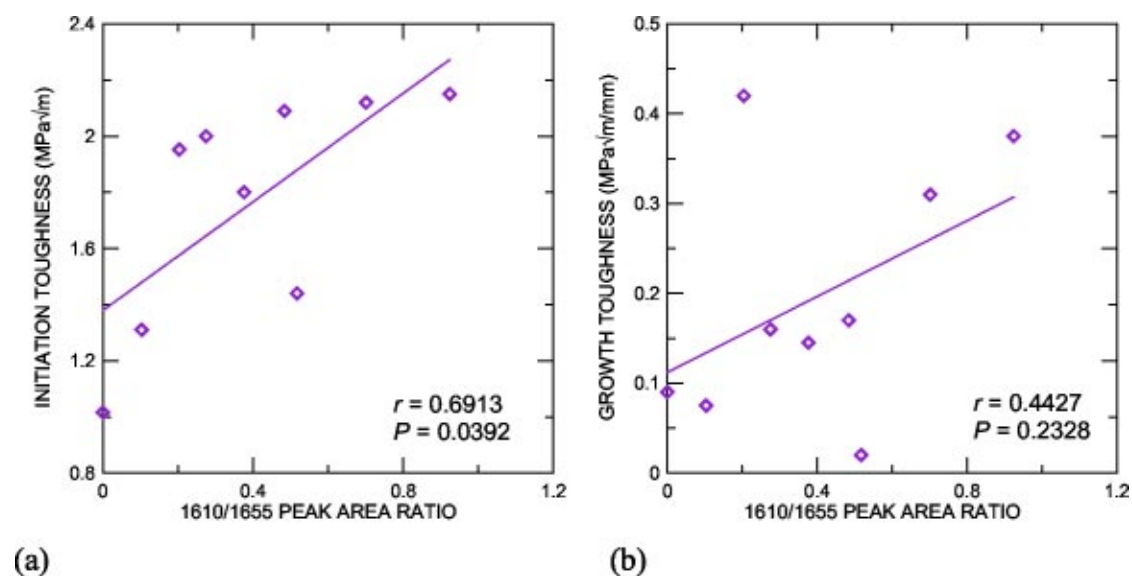 2.4
2
1.6
1.2
0.8
INITIATION TOUGHNESS (MPa√m)
r = 0.6913
P = 0.0392
0
0.4
0.8
1.2
1610/1655 PEAK AREA RATIO
(a)
0.5
0.4
0.3
0.2
0.1
0
GROWTH TOUGHNESS (MPa√m/mm)
r = 0.4427
P = 0.2328
0
0.4
0.8
1.2
1610/1655 PEAK AREA RATIO
(b)